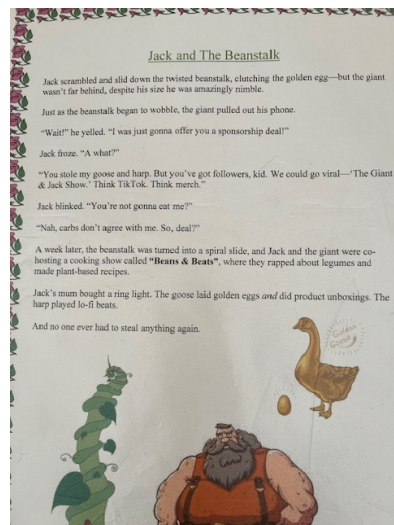 Jack and The Beanstalk
Jack scrambled and slid down the twisted beanstalk, clutching the golden egg—but the giant
wasn't far behind, despite his size he was amazingly nimble.
Just as the beanstalk began to wobble, the giant pulled out his phone.
“Wait!” he yelled. “I was just gonna offer you a sponsorship deal!”
Jack froze. “A what?”
“You stole my goose and harp. But you've got followers, kid. We could go viral—‘The Giant
& Jack Show.’ Think TikTok. Think merch.”
Jack blinked. “You're not gonna eat me?”
“Nah, carbs don't agree with me. So, deal?”
A week later, the beanstalk was turned into a spiral slide, and Jack and the giant were co-
hosting a cooking show called “Beans & Beats”, where they rapped about legumes and
made plant-based recipes.
Jack's mum bought a ring light. The goose laid golden eggs and did product unboxings. The
harp played lo-fi beats.
And no one ever had to steal anything again.
Golden
Goose